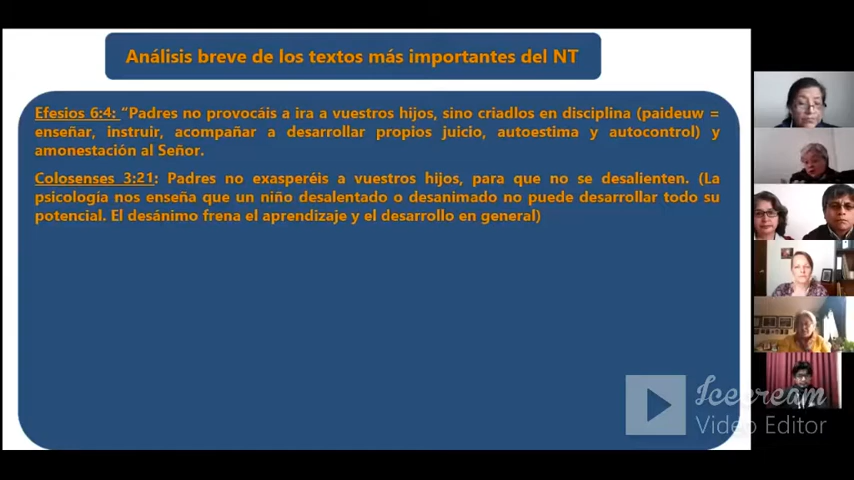 Análisis breve de los textos más importantes del NT
Efesios 6:4: “Padres no provocáis a ira a vuestros hijos, sino criadlos en disciplina (paideuw =
enseñar, instruir, acompañar a desarrollar propios juicio, autoestima y autocontrol) y
amonestación al Señor.
Colosenses 3:21: Padres no exasperéis a vuestros hijos, para que no se desalienten. (La
psicología nos enseña que un niño desalentado o desanimado no puede desarrollar todo su
potencial. El desánimo frena el aprendizaje y el desarrollo en general)
Icecream
Video Editor